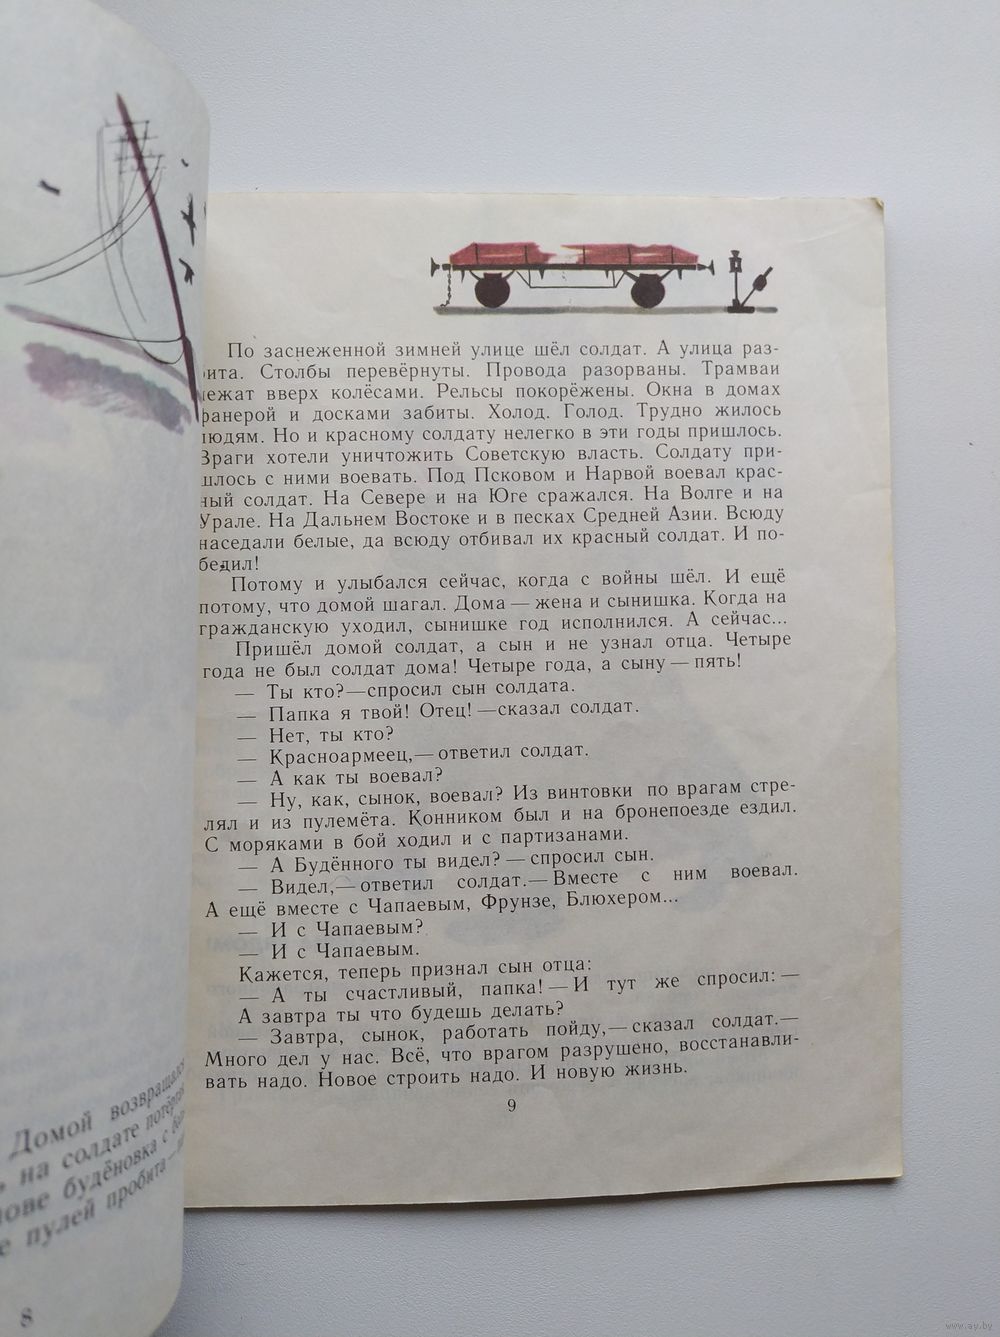 Домой возвращалс
на солдате потёрта
ове будёновка с
е пулей пробита —
8
По заснеженной зимней улице шёл солдат. А улица раз-
бита. Столбы перевёрнуты. Провода разорваны. Трамваи
лежат вверх колёсами. Рельсы покорёжены. Окна в домах
фанерой и досками забиты. Холод. Голод. Трудно жилось
людям. Но и красному солдату нелегко в эти годы пришлось.
Враги хотели уничтожить Советскую власть. Солдату при-
шлось с ними воевать. Под Псковом и Нарвой воевал крас-
ный солдат. На Севере и на Юге сражался. На Волге и на
Урале. На Дальнем Востоке и в песках Средней Азии. Всюду
наседали белые, да всюду отбивал их красный солдат. И по-
бедил!
Потому и улыбался сейчас, когда с войны шёл. И ещё
потому, что домой шагал. Дома — жена и сынишка. Когда на
гражданскую уходил, сынишке год исполнился. А сейчас...
Пришёл домой солдат, а сын и не узнал отца. Четыре
года не был солдат дома! Четыре года, а сыну — пять!
— Ты кто?—спросил сын солдата.
— Папка я твой! Отец!—сказал солдат.
— Нет, ты кто?
— Красноармеец,—ответил солдат.
— А как ты воевал?
— Ну, как, сынок, воевал? Из винтовки по врагам стре-
лял и из пулемёта. Конником был и на бронепоезде ездил.
С моряками в бой ходил и с партизанами.
— А Будённого ты видел? — спросил сын.
— Видел,—ответил солдат.—Вместе с ним воевал.
А ещё вместе с Чапаевым, Фрунзе, Блюхером...
— И с Чапаевым?
— И с Чапаевым.
Кажется, теперь признал сын отца:
— А ты счастливый, папка!—И тут же спросил:—
А завтра ты что будешь делать?
— Завтра, сынок, работать пойду,—сказал солдат.—
Много дел у нас. Всё, что врагом разрушено, восстанавли-
вать надо. Новое строить надо. И новую жизнь.
9
www.ay.by